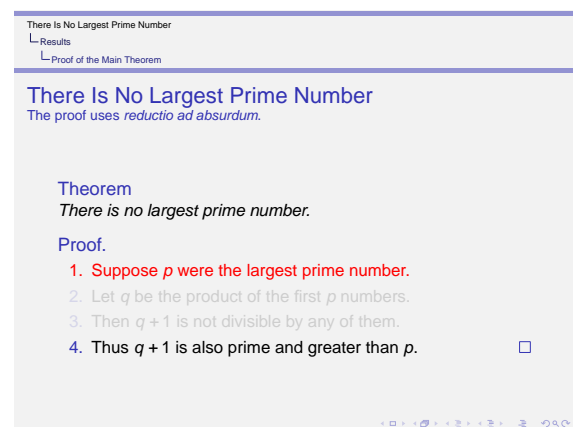 There Is No Largest Prime Number
Results
Proof of the Main Theorem
There Is No Largest Prime Number
The proof uses reductio ad absurdum.
Theorem
There is no largest prime number.
Proof.
1. Suppose p were the largest prime number.
2. Let q be the product of the first p numbers.
3. Then q + 1 is not divisible by any of them.
4. Thus q + 1 is also prime and greater than p.